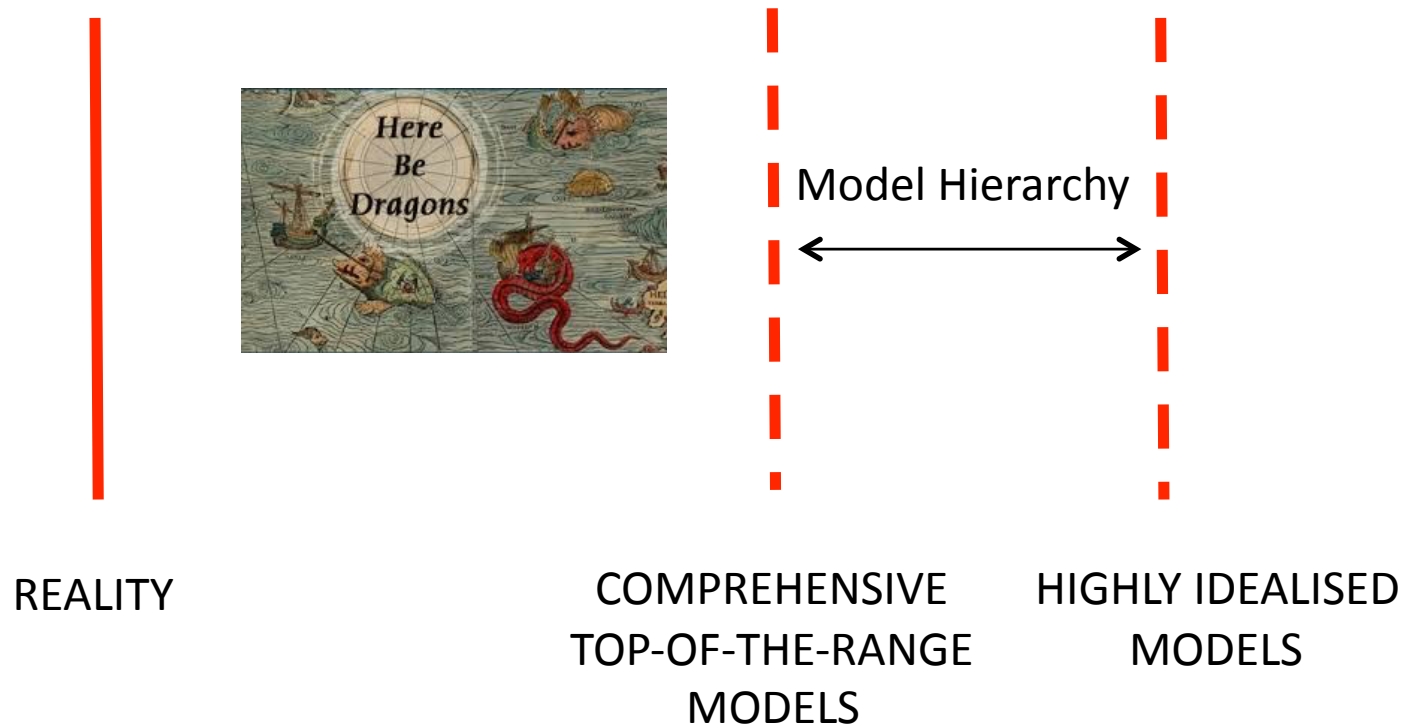 Here
Be
Dragons
Model Hierarchy
REALITY
COMPREHENSIVE
TOP-OF-THE-RANGE
MODELS
HIGHLY IDEALISED
MODELS